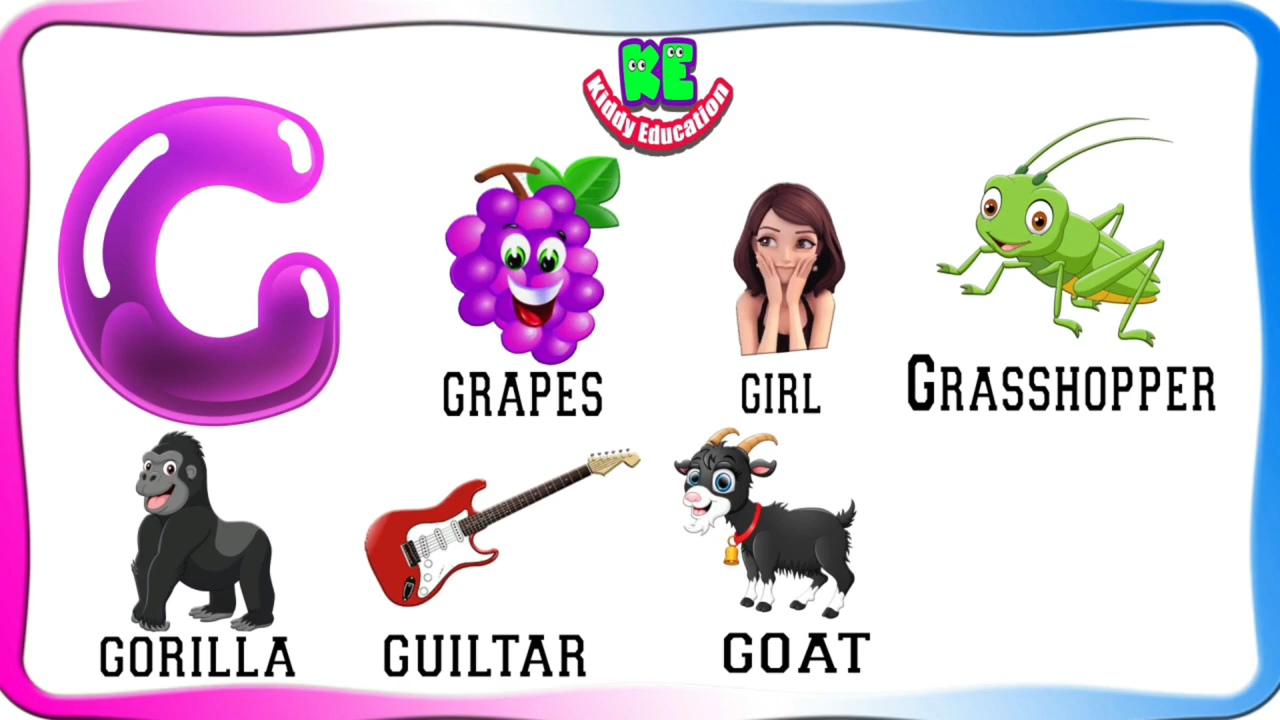 KE
Kiddy Education
G
GRAPES
GIRL
GRASSHOPPER
GORILLA
GUILTAR
GOAT